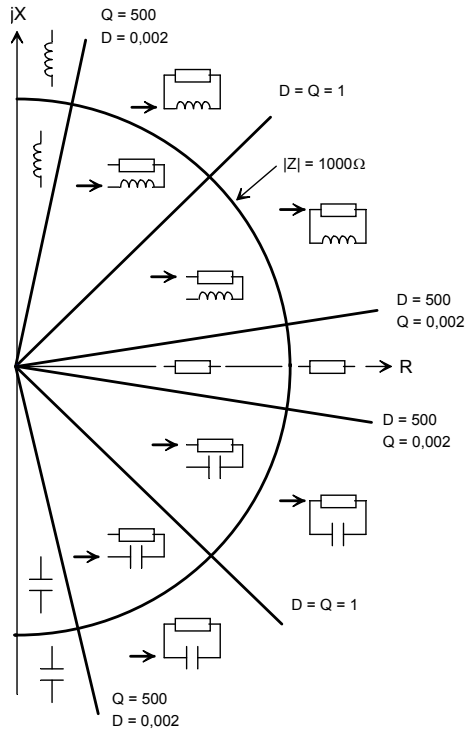 jX
Q = 500
D = 0,002
D = Q = 1
|Z| = 1000Ω
D = 500
Q = 0,002
R
D = 500
Q = 0,002
D = Q = 1
Q = 500
D = 0,002